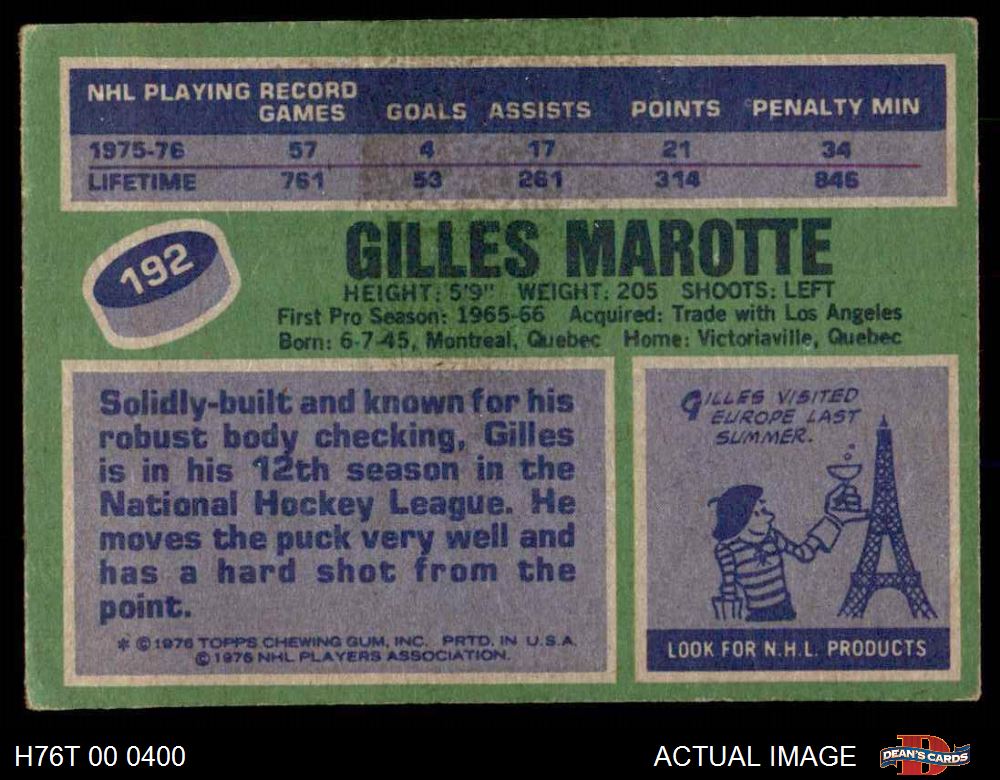 NHL PLAYING RECORD
GAMES GOALS ASSISTS POINTS PENALTY MIN
1975-76 57 4 17 21 34
LIFETIME 761 53 261 314 846
192
GILLES MAROTTE
HEIGHT: 5'9" WEIGHT: 205 SHOOTS: LEFT
First Pro Season: 1965-66 Acquired: Trade with Los Angeles
Born: 6-7-45, Montreal, Quebec Home: Victoriaville, Quebec
Solidly-built and known for his
robust body checking, Gilles
is in his 12th season in the
National Hockey League. He
moves the puck very well and
has a hard shot from the
point.
* © 1976 TOPPS CHEWING GUM, INC. PRTD. IN U.S.A.
© 1976 NHL PLAYERS ASSOCIATION.
GILLES VISITED
EUROPE LAST
SUMMER.
LOOK FOR N.H.L. PRODUCTS
H76T 00 0400
ACTUAL IMAGE
DEAN'S CARDS